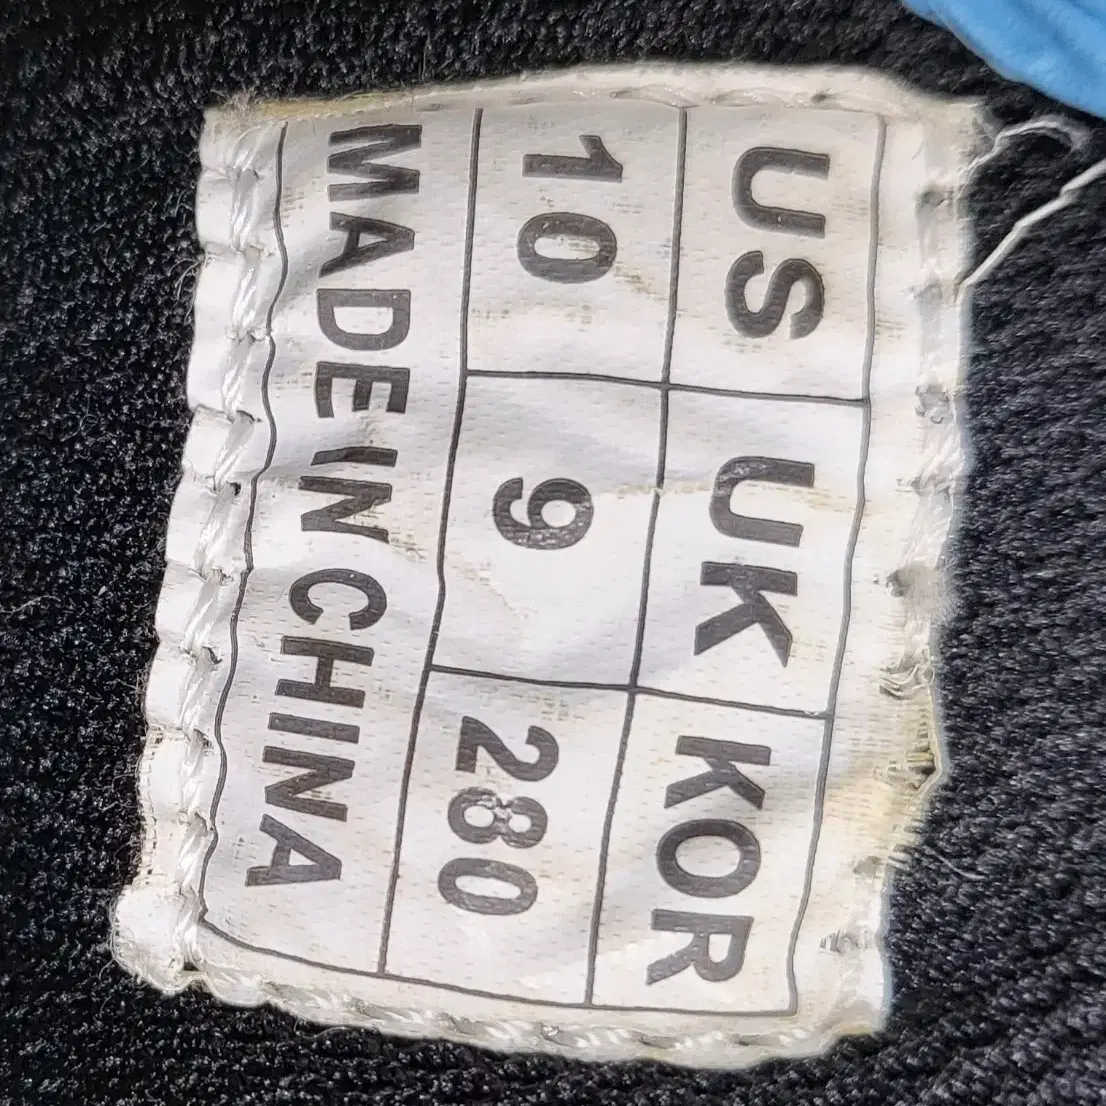 US UK KOR
10 9 280
MADE IN CHINA